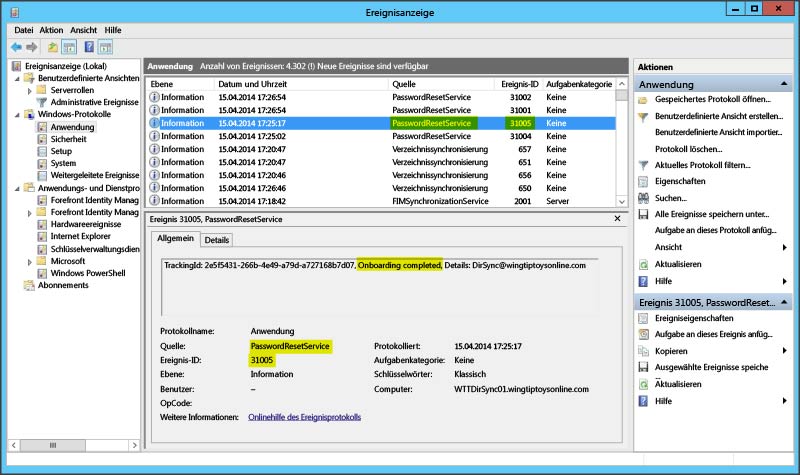 Ereignisanzeige
Datei Aktion Ansicht Hilfe
Ereignisanzeige (Lokal)
Benutzerdefinierte Ansichten
Serverrollen
Administrative Ereignisse
Windows-Protokolle
Anwendung
Sicherheit
Setup
System
Weitergeleitete Ereignisse
Anwendungs- und Dienstpro
Forefront Identity Manag
Forefront Identity Manag
Hardwareereignisse
Internet Explorer
Schlüsselverwaltungsdien
Microsoft
Windows PowerShell
Abonnements
Anwendung Anzahl von Ereignissen: 4.302 (!) Neue Ereignisse sind verfügbar
Ebene Datum und Uhrzeit Quelle Ereignis-ID Aufgabenkategorie
Information 15.04.2014 17:26:54 PasswordResetService 31002 Keine
Information 15.04.2014 17:26:54 PasswordResetService 31001 Keine
Information 15.04.2014 17:25:17 PasswordResetService 31005 Keine
Information 15.04.2014 17:25:02 PasswordResetService 31004 Keine
Information 15.04.2014 17:20:47 Verzeichnissynchronisierung 657 Keine
Information 15.04.2014 17:20:47 Verzeichnissynchronisierung 651 Keine
Information 15.04.2014 17:20:47 Verzeichnissynchronisierung 656 Keine
Information 15.04.2014 17:26:46 Verzeichnissynchronisierung 650 Keine
Information 15.04.2014 17:18:42 FIMSynchronizationService 2001 Server
Ereignis 31005, PasswordResetService
Allgemein Details
TrackingId: 2e5f5431-266b-4e49-a79d-a727168b7d07, Onboarding completed, Details: DirSync@wingtiptoysonline.com
Protokollname: Anwendung
Quelle: PasswordResetService Protokolliert: 15.04.2014 17:25:17
Ereignis-ID: 31005 Aufgabenkategorie: Keine
Ebene: Information Schlüsselwörter: Klassisch
Benutzer: – Computer: WTTDirSync01.wingtiptoysonline.com
OpCode:
Weitere Informationen: Onlinehilfe des Ereignisprotokolls
Aktionen
Anwendung
Gespeichertes Protokoll öffnen...
Benutzerdefinierte Ansicht erstellen...
Benutzerdefinierte Ansicht importier...
Protokoll löschen...
Aktuelles Protokoll filtern...
Eigenschaften
Suchen...
Alle Ereignisse speichern unter...
Aufgabe an dieses Protokoll anfüg...
Ansicht
Aktualisieren
Hilfe
Ereignis 31005, PasswordReset...
Ereigniseigenschaften
Aufgabe an dieses Ereignis anfüg...
Kopieren
Ausgewählte Ereignisse speiche
Aktualisieren
Hilfe